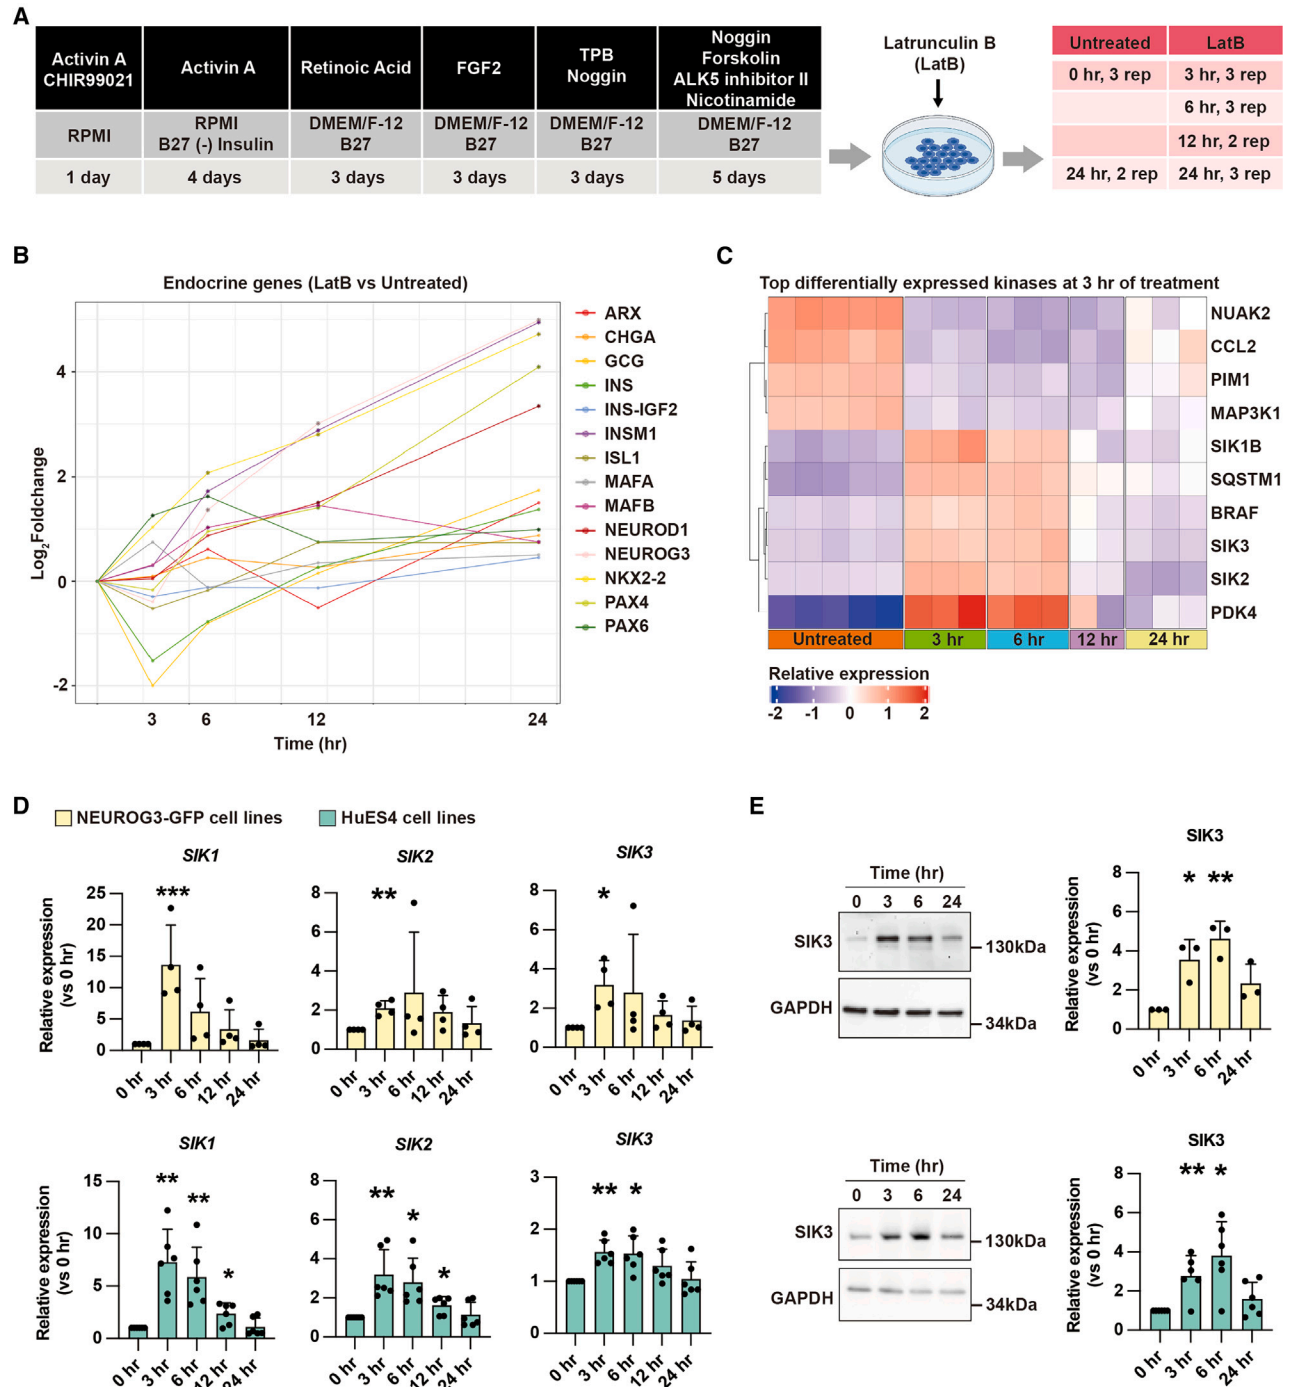 A
Activin A
CHIR99021
Activin A
Retinoic Acid
FGF2
TPB
Noggin
Noggin
Forskolin
ALK5 inhibitor II
Nicotinamide
RPMI
RPMI
B27 (-) Insulin
DMEM/F-12
B27
DMEM/F-12
B27
DMEM/F-12
B27
DMEM/F-12
B27
1 day
4 days
3 days
3 days
3 days
5 days
Latrunculin B
(LatB)
Untreated
LatB
0 hr, 3 rep
3 hr, 3 rep
6 hr, 3 rep
12 hr, 2 rep
24 hr, 2 rep
24 hr, 3 rep
B
Endocrine genes (LatB vs Untreated)
Log2Foldchange
4
2
0
-2
3
6
12
24
Time (hr)
ARX
CHGA
GCG
INS
INS-IGF2
INSM1
ISL1
MAFA
MAFB
NEUROD1
NEUROG3
NKX2-2
PAX4
PAX6
C
Top differentially expressed kinases at 3 hr of treatment
NUAK2
CCL2
PIM1
MAP3K1
SIK1B
SQSTM1
BRAF
SIK3
SIK2
PDK4
Untreated
3 hr
6 hr
12 hr
24 hr
Relative expression
-2
-1
0
1
2
D
NEUROG3-GFP cell lines
HuES4 cell lines
SIK1
Relative expression
(vs 0 hr)
25
20
15
10
5
0
***
0 hr
3 hr
6 hr
12 hr
24 hr
SIK2
8
6
4
2
0
**
0 hr
3 hr
6 hr
12 hr
24 hr
SIK3
8
6
4
2
0
*
0 hr
3 hr
6 hr
12 hr
24 hr
SIK1
Relative expression
(vs 0 hr)
15
10
5
0
**
**
*
0 hr
3 hr
6 hr
12 hr
24 hr
SIK2
8
6
4
2
0
**
*
*
0 hr
3 hr
6 hr
12 hr
24 hr
SIK3
3
2
1
0
**
*
0 hr
3 hr
6 hr
12 hr
24 hr
E
Time (hr)
0
3
6
24
SIK3
130kDa
GAPDH
34kDa
SIK3
Relative expression
(vs 0 hr)
8
6
4
2
0
*
**
0 hr
3 hr
6 hr
24 hr
Time (hr)
0
3
6
24
SIK3
130kDa
GAPDH
34kDa
SIK3
Relative expression
(vs 0 hr)
8
6
4
2
0
**
*
0 hr
3 hr
6 hr
24 hr